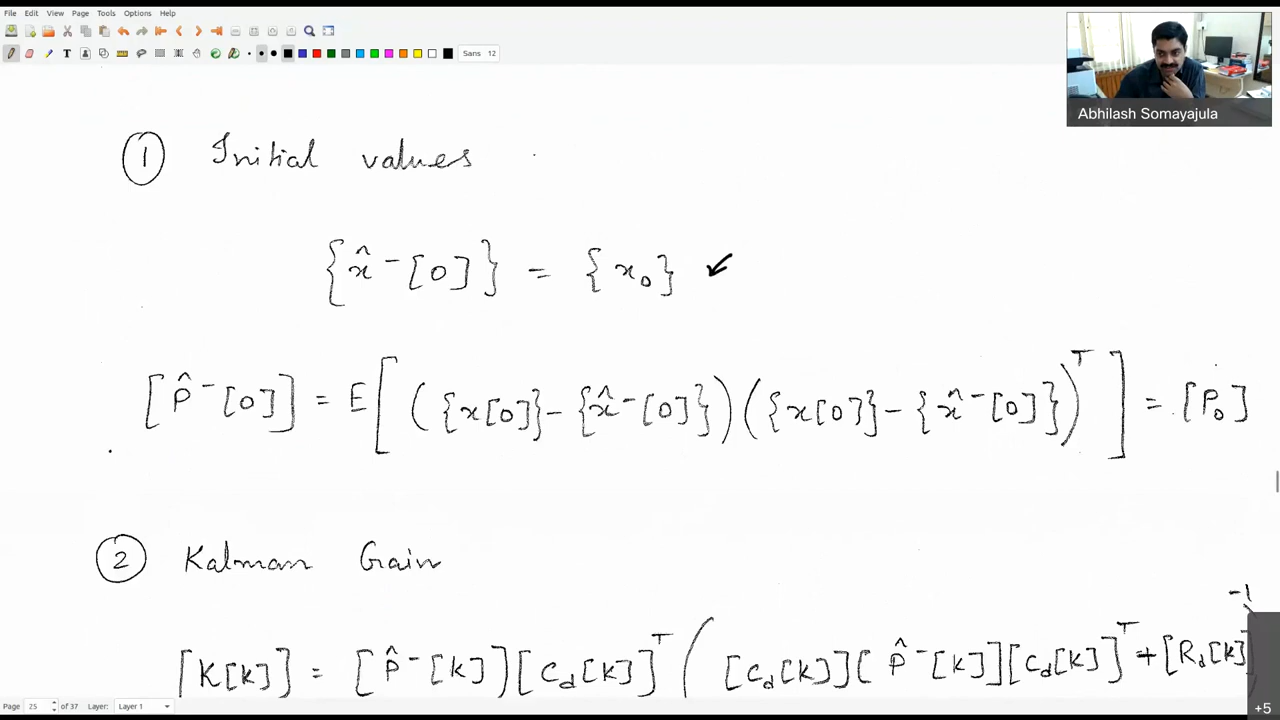 File Edit View Page Tools Options Help
Sans 12
Abhilash Somayajula
① Initial values
{x̂⁻[0]} = {x₀} ✓
[P̂⁻[0]] = E[({x[0]} - {x̂⁻[0]})({x[0]} - {x̂⁻[0]})ᵀ] = [P₀]
② Kalman Gain
[K[k]] = [P̂⁻[k]][C_d[k]]ᵀ([C_d[k]][P̂⁻[k]][C_d[k]]ᵀ + [R_d[k]])⁻¹
Page 25 of 37 Layer: Layer 1
+5